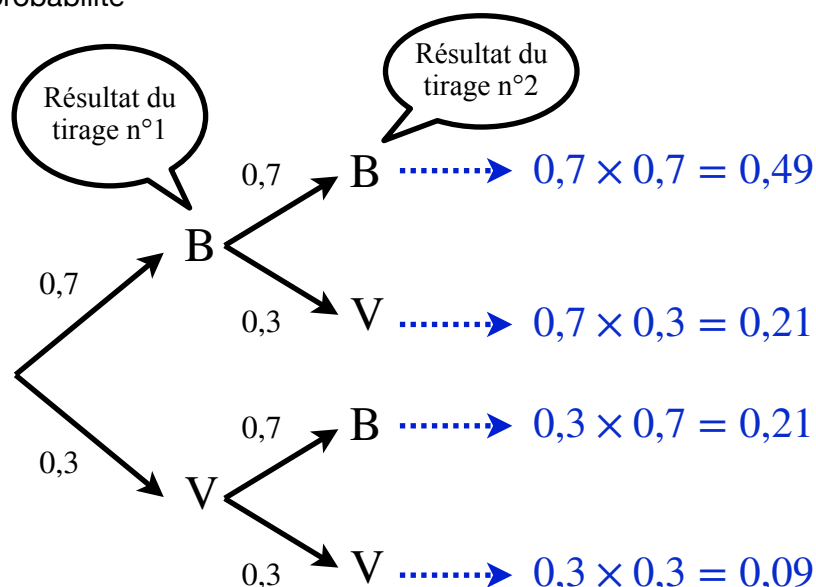 probabilité
Résultat du
tirage n°1
Résultat du
tirage n°2
0,7
B
0,7
B
0,7 × 0,7 = 0,49
0,3
V
0,7 × 0,3 = 0,21
0,3
V
0,7
B
0,3 × 0,7 = 0,21
0,3
V
0,3 × 0,3 = 0,09